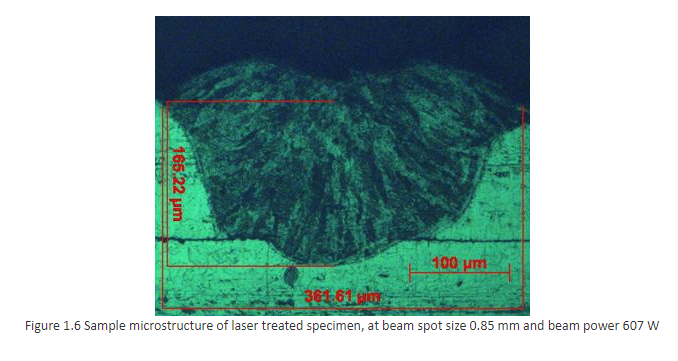 165.22 µm
100 µm
361.61 µm
Figure 1.6 Sample microstructure of laser treated specimen, at beam spot size 0.85 mm and beam power 607 W